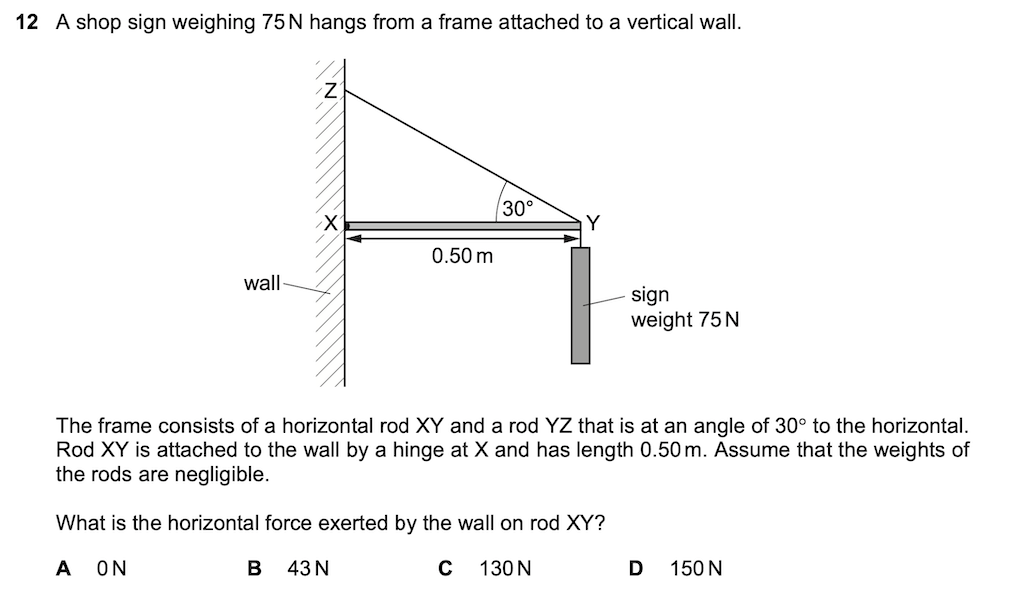 12 A shop sign weighing 75 N hangs from a frame attached to a vertical wall.
Z
30°
X
Y
0.50 m
wall
sign
weight 75 N
The frame consists of a horizontal rod XY and a rod YZ that is at an angle of 30° to the horizontal.
Rod XY is attached to the wall by a hinge at X and has length 0.50 m. Assume that the weights of
the rods are negligible.
What is the horizontal force exerted by the wall on rod XY?
A 0 N B 43 N C 130 N D 150 N